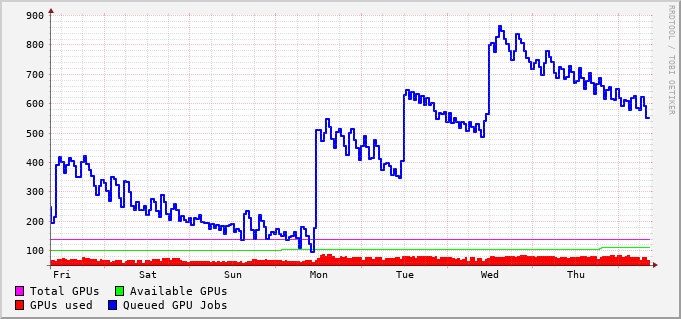 900
800
700
600
500
400
300
200
100
Fri Sat Sun Mon Tue Wed Thu
Total GPUs Available GPUs
GPUs used Queued GPU Jobs
RRDTOOL / TOBI OETIKER